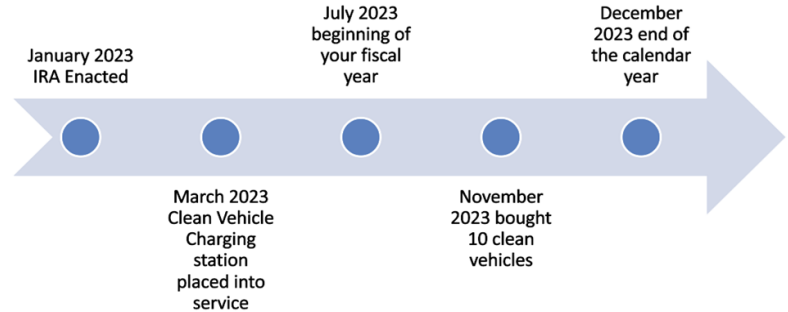 January 2023
IRA Enacted
March 2023
Clean Vehicle
Charging
station
placed into
service
July 2023
beginning of
your fiscal
year
November
2023 bought
10 clean
vehicles
December
2023 end of
the calendar
year